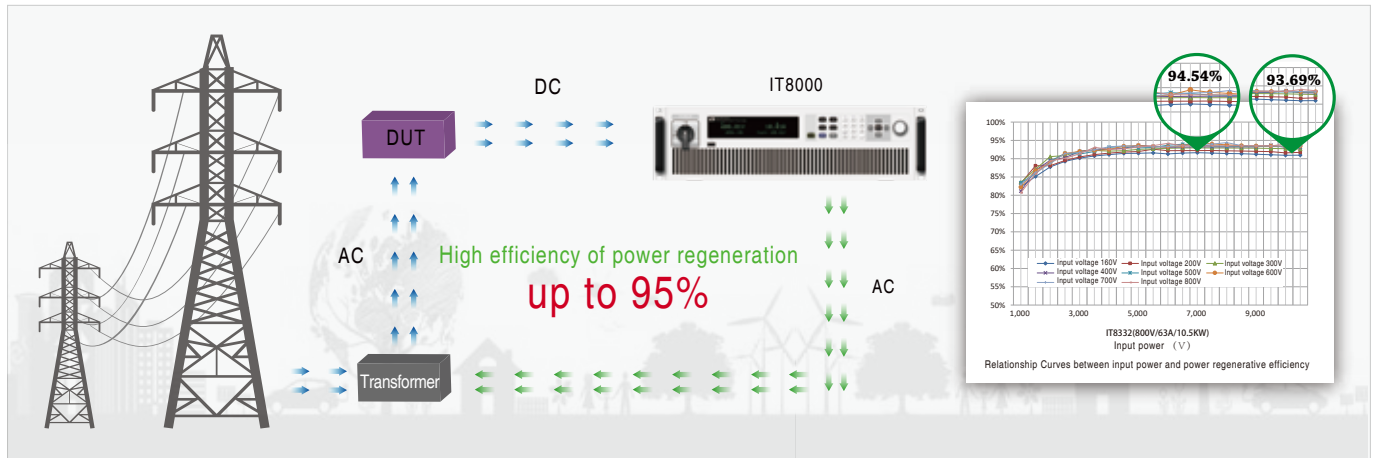 DC
IT8000
DUT
AC
High efficiency of power regeneration
up to 95%
AC
Transformer
94.54%
93.69%
100%
95%
90%
85%
80%
75%
70%
65%
60%
55%
50%
Input voltage 160V
Input voltage 200V
Input voltage 300V
Input voltage 400V
Input voltage 500V
Input voltage 600V
Input voltage 700V
Input voltage 800V
1,000
3,000
5,000
7,000
9,000
IT8332(800V/63A/10.5KW)
Input power （V）
Relationship Curves between input power and power regenerative efficiency